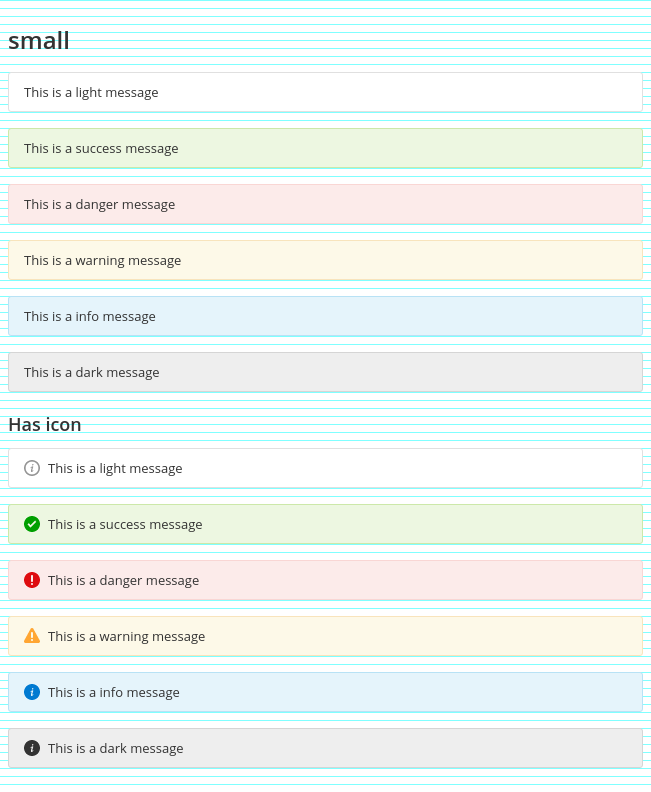 small
This is a light message
This is a success message
This is a danger message
This is a warning message
This is a info message
This is a dark message
Has icon
This is a light message
This is a success message
This is a danger message
This is a warning message
This is a info message
This is a dark message